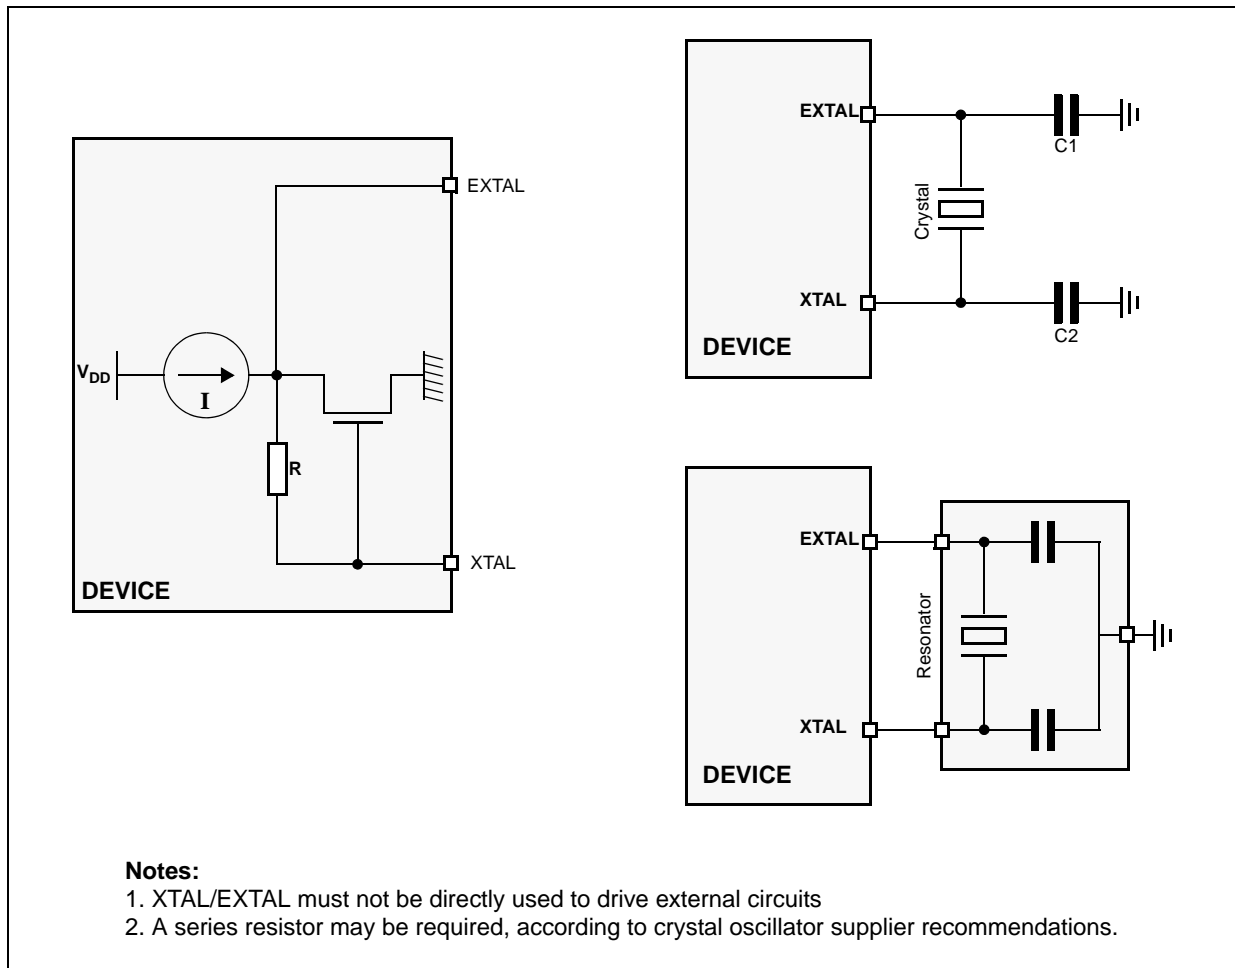 EXTAL
V_DD
I
R
XTAL
DEVICE
EXTAL
C1
Crystal
XTAL
C2
DEVICE
EXTAL
Resonator
XTAL
DEVICE
Notes:
1. XTAL/EXTAL must not be directly used to drive external circuits
2. A series resistor may be required, according to crystal oscillator supplier recommendations.